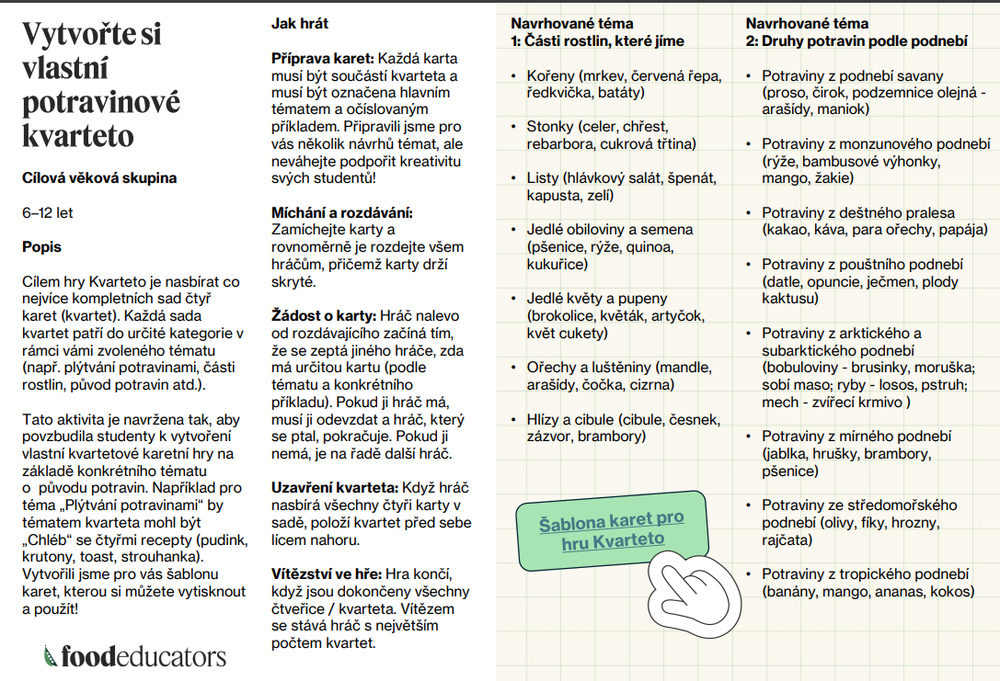 Vytvořte si
vlastní
potravinové
kvarteto
Cílová věková skupina
6–12 let
Popis
Cílem hry Kvarteto je nasbírat co
nejvíce kompletních sad čtyř
karet (kvartet). Každá sada
kvartet patří do určité kategorie v
rámci vámi zvoleného tématu
(např. plýtvání potravinami, části
rostlin, původ potravin atd.).
Tato aktivita je navržena tak, aby
povzbudila studenty k vytvoření
vlastní kvartetové karetní hry na
základě konkrétního tématu
o  původu potravin. Například pro
téma „Plýtvání potravinami“ by
tématem kvarteta mohl být
„Chléb“ se čtyřmi recepty (pudink,
krutony, toast, strouhanka).
Vytvořili jsme pro vás šablonu
karet, kterou si můžete vytisknout
a použít!
foodeducators
Jak hrát
Příprava karet: Každá karta
musí být součástí kvarteta a
musí být označena hlavním
tématem a očíslovaným
příkladem. Připravili jsme pro
vás několik návrhů témat, ale
neváhejte podpořit kreativitu
svých studentů!
Míchání a rozdávání:
Zamíchejte karty a
rovnoměrně je rozdejte všem
hráčům, přičemž karty drží
skryté.
Žádost o karty: Hráč nalevo
od rozdávajícího začíná tím,
že se zeptá jiného hráče, zda
má určitou kartu (podle
tématu a konkrétního
příkladu). Pokud ji hráč má,
musí ji odevzdat a hráč, který
se ptal, pokračuje. Pokud ji
nemá, je na řadě další hráč.
Uzavření kvarteta: Když hráč
nasbírá všechny čtyři karty v
sadě, položí kvartet před sebe
lícem nahoru.
Vítězství ve hře: Hra končí,
když jsou dokončeny všechny
čtveřice / kvarteta. Vítězem
se stává hráč s největším
počtem kvartet.
Navrhované téma
1: Části rostlin, které jíme
• Kořeny (mrkev, červená řepa,
ředkvička, batáty)
• Stonky (celer, chřest,
rebarbora, cukrová třtina)
• Listy (hlávkový salát, špenát,
kapusta, zelí)
• Jedlé obiloviny a semena
(pšenice, rýže, quinoa,
kukuřice)
• Jedlé květy a pupeny
(brokolice, květák, artyčok,
květ cukety)
• Ořechy a luštěniny (mandle,
arašídy, čočka, cizrna)
• Hlízy a cibule (cibule, česnek,
zázvor, brambory)
Šablona karet pro
hru Kvarteto
Navrhované téma
2: Druhy potravin podle podnebí
• Potraviny z podnebí savany
(proso, čirok, podzemnice olejná -
arašídy, maniok)
• Potraviny z monzunového podnebí
(rýže, bambusové výhonky,
mango, žakie)
• Potraviny z deštného pralesa
(kakao, káva, para ořechy, papája)
• Potraviny z pouštního podnebí
(datle, opuncie, ječmen, plody
kaktusu)
• Potraviny z arktického a
subarktického podnebí
(bobuloviny - brusinky, moruška;
sobí maso; ryby - losos, pstruh;
mech - zvířecí krmivo )
• Potraviny z mírného podnebí
(jablka, hrušky, brambory,
pšenice)
• Potraviny ze středomořského
podnebí (olivy, fíky, hrozny,
rajčata)
• Potraviny z tropického podnebí
(banány, mango, ananas, kokos)